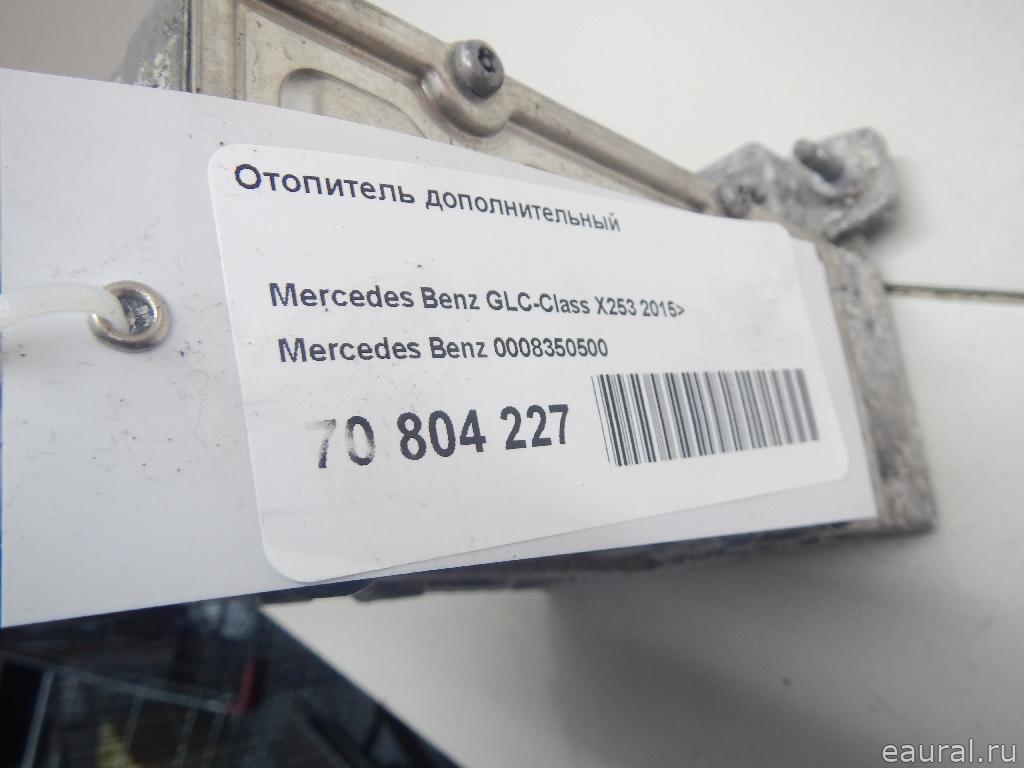 Отопитель дополнительный
Mercedes Benz GLC-Class X253 2015>
Mercedes Benz 0008350500
70 804 227
eaural.ru